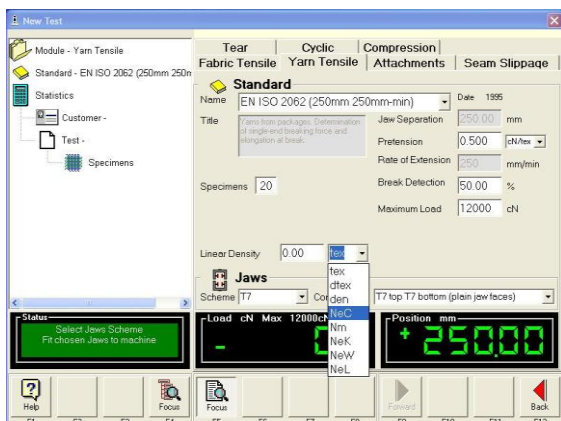 New Test
Module - Yarn Tensile
Standard - EN ISO 2062 (250mm 250m
Statistics
Customer -
Test -
Specimens
Tear Cyclic Compression
Fabric Tensile Yarn Tensile Attachments Seam Slippage
Standard
Name EN ISO 2062 (250mm 250mm-min) Date 1995
Title Yarns from packages. Determination
of single-end breaking force and
elongation at break.
Jaw Separation 250.00 mm
Pretension 0.500 cN/tex
Rate of Extension 250 mm/min
Specimens 20
Break Detection 50.00 %
Maximum Load 12000 cN
Linear Density 0.00 tex
tex
dtex
den
NeC
Nm
NeK
NeW
NeL
Jaws
Scheme T7 T7 top T7 bottom (plain jaw faces)
Status
Select Jaws Scheme
Fit chosen Jaws to machine
Load cN Max 12000c
-
Position mm
+ 250.00
Help Focus Focus Forward Back